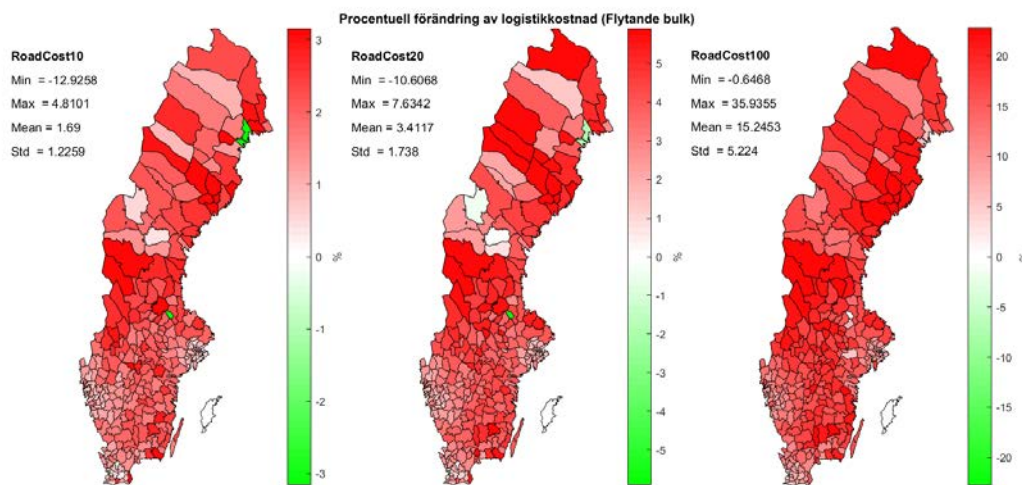 Procentuell förändring av logistikkostnad (Flytande bulk)
RoadCost10
Min = -12.9258
Max = 4.8101
Mean = 1.69
Std = 1.2259
3
2
1
0
-1
-2
-3
%
RoadCost20
Min = -10.6068
Max = 7.6342
Mean = 3.4117
Std = 1.738
5
4
3
2
1
0
-1
-2
-3
-4
-5
%
RoadCost100
Min = -0.6468
Max = 35.9355
Mean = 15.2453
Std = 5.224
20
15
10
5
0
-5
-10
-15
-20
%